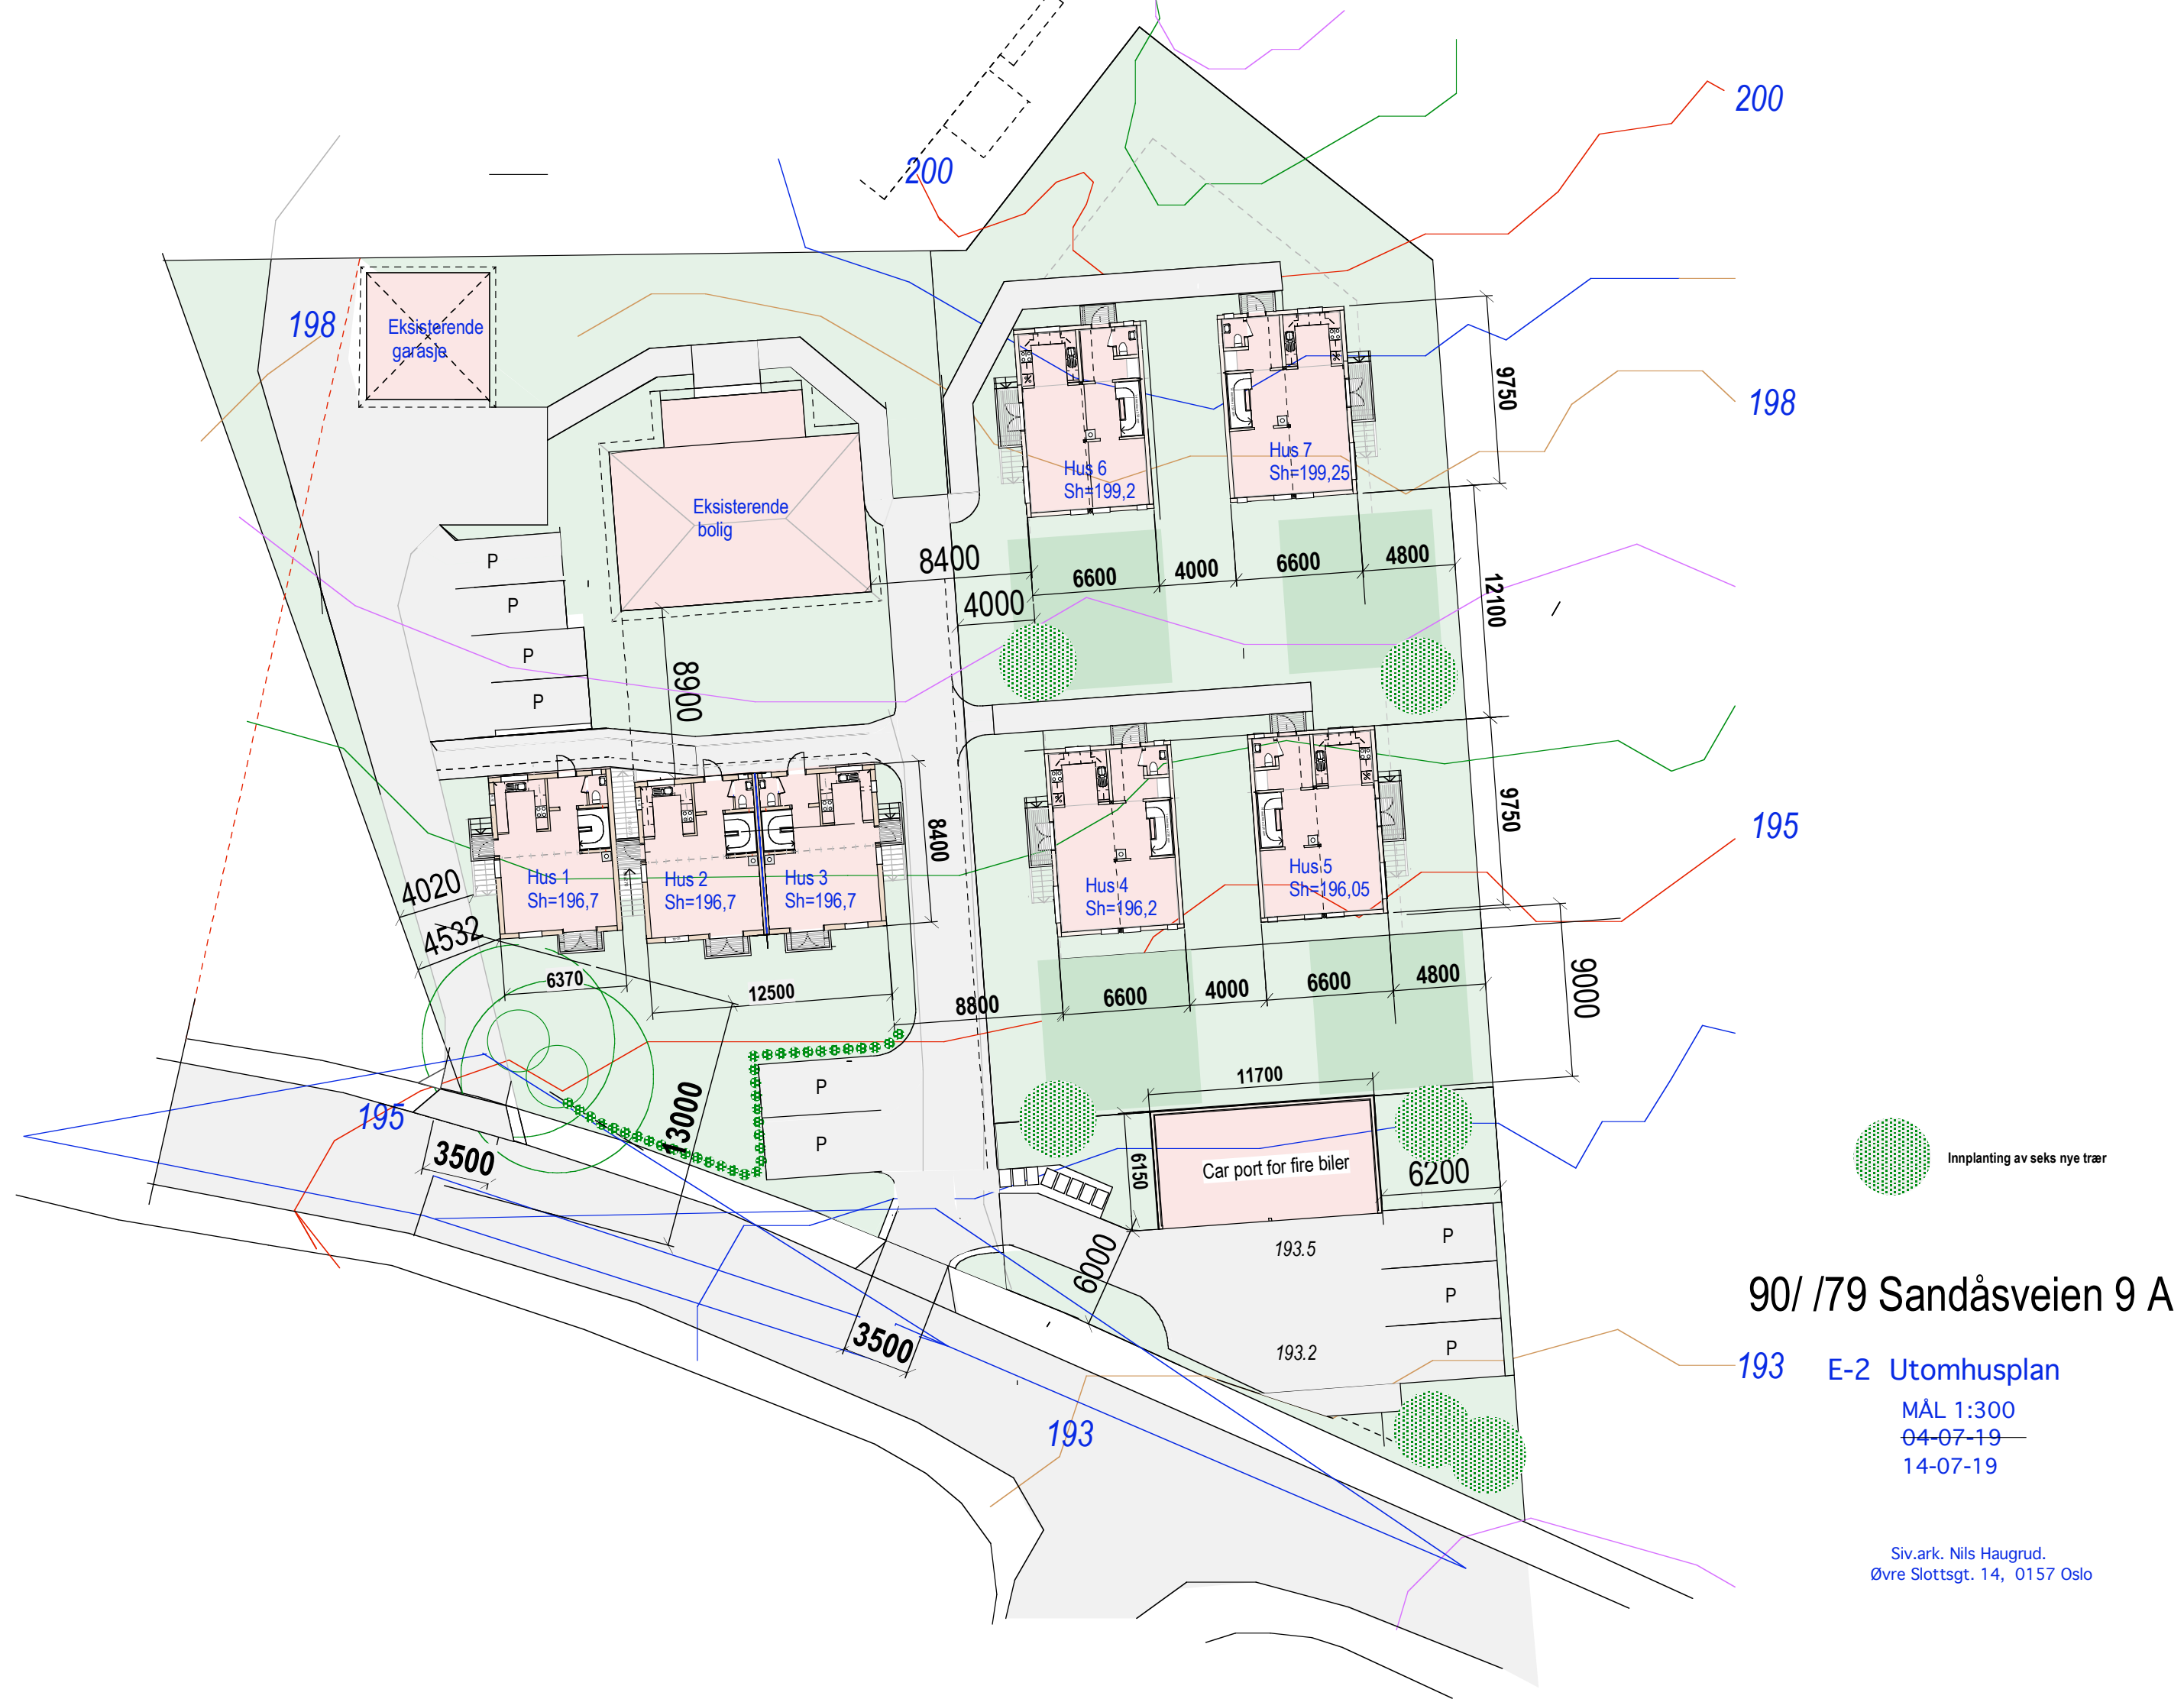 200
200
198
Eksisterende
garasje
9750
198
Hus 7
Sh=199,25
Hus 6
Sh=199,2
Eksisterende
bolig
P
P
P
P
8400
6600
4000
6600
4800
4000
12100
8900
9750
195
8400
Hus 1
Sh=196,7
Hus 2
Sh=196,7
Hus 3
Sh=196,7
Hus 4
Sh=196,2
Hus 5
Sh=196,05
4020
4532
6370
12500
8800
6600
4000
6600
4800
9000
11700
P
P
13000
195
3500
6150
Car port for fire biler
6200
Innplanting av seks nye trær
193.5
P
P
P
6000
193.2
3500
193
193
90/ /79 Sandåsveien 9 A
E-2 Utomhusplan
MÅL 1:300
04-07-19
14-07-19
Siv.ark. Nils Haugrud.
Øvre Slottsgt. 14, 0157 Oslo